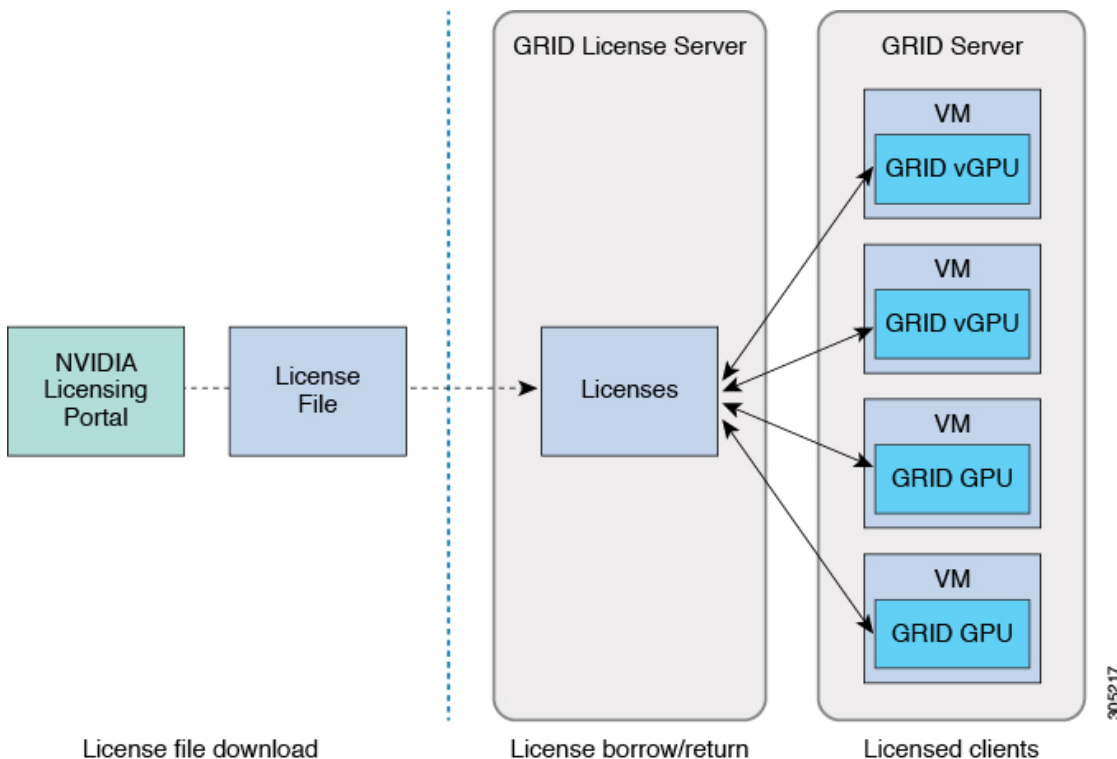 GRID License Server
GRID Server
VM
GRID vGPU
VM
GRID vGPU
NVIDIA
Licensing
Portal
License
File
Licenses
VM
GRID GPU
VM
GRID GPU
305217
License file download
License borrow/return
Licensed clients